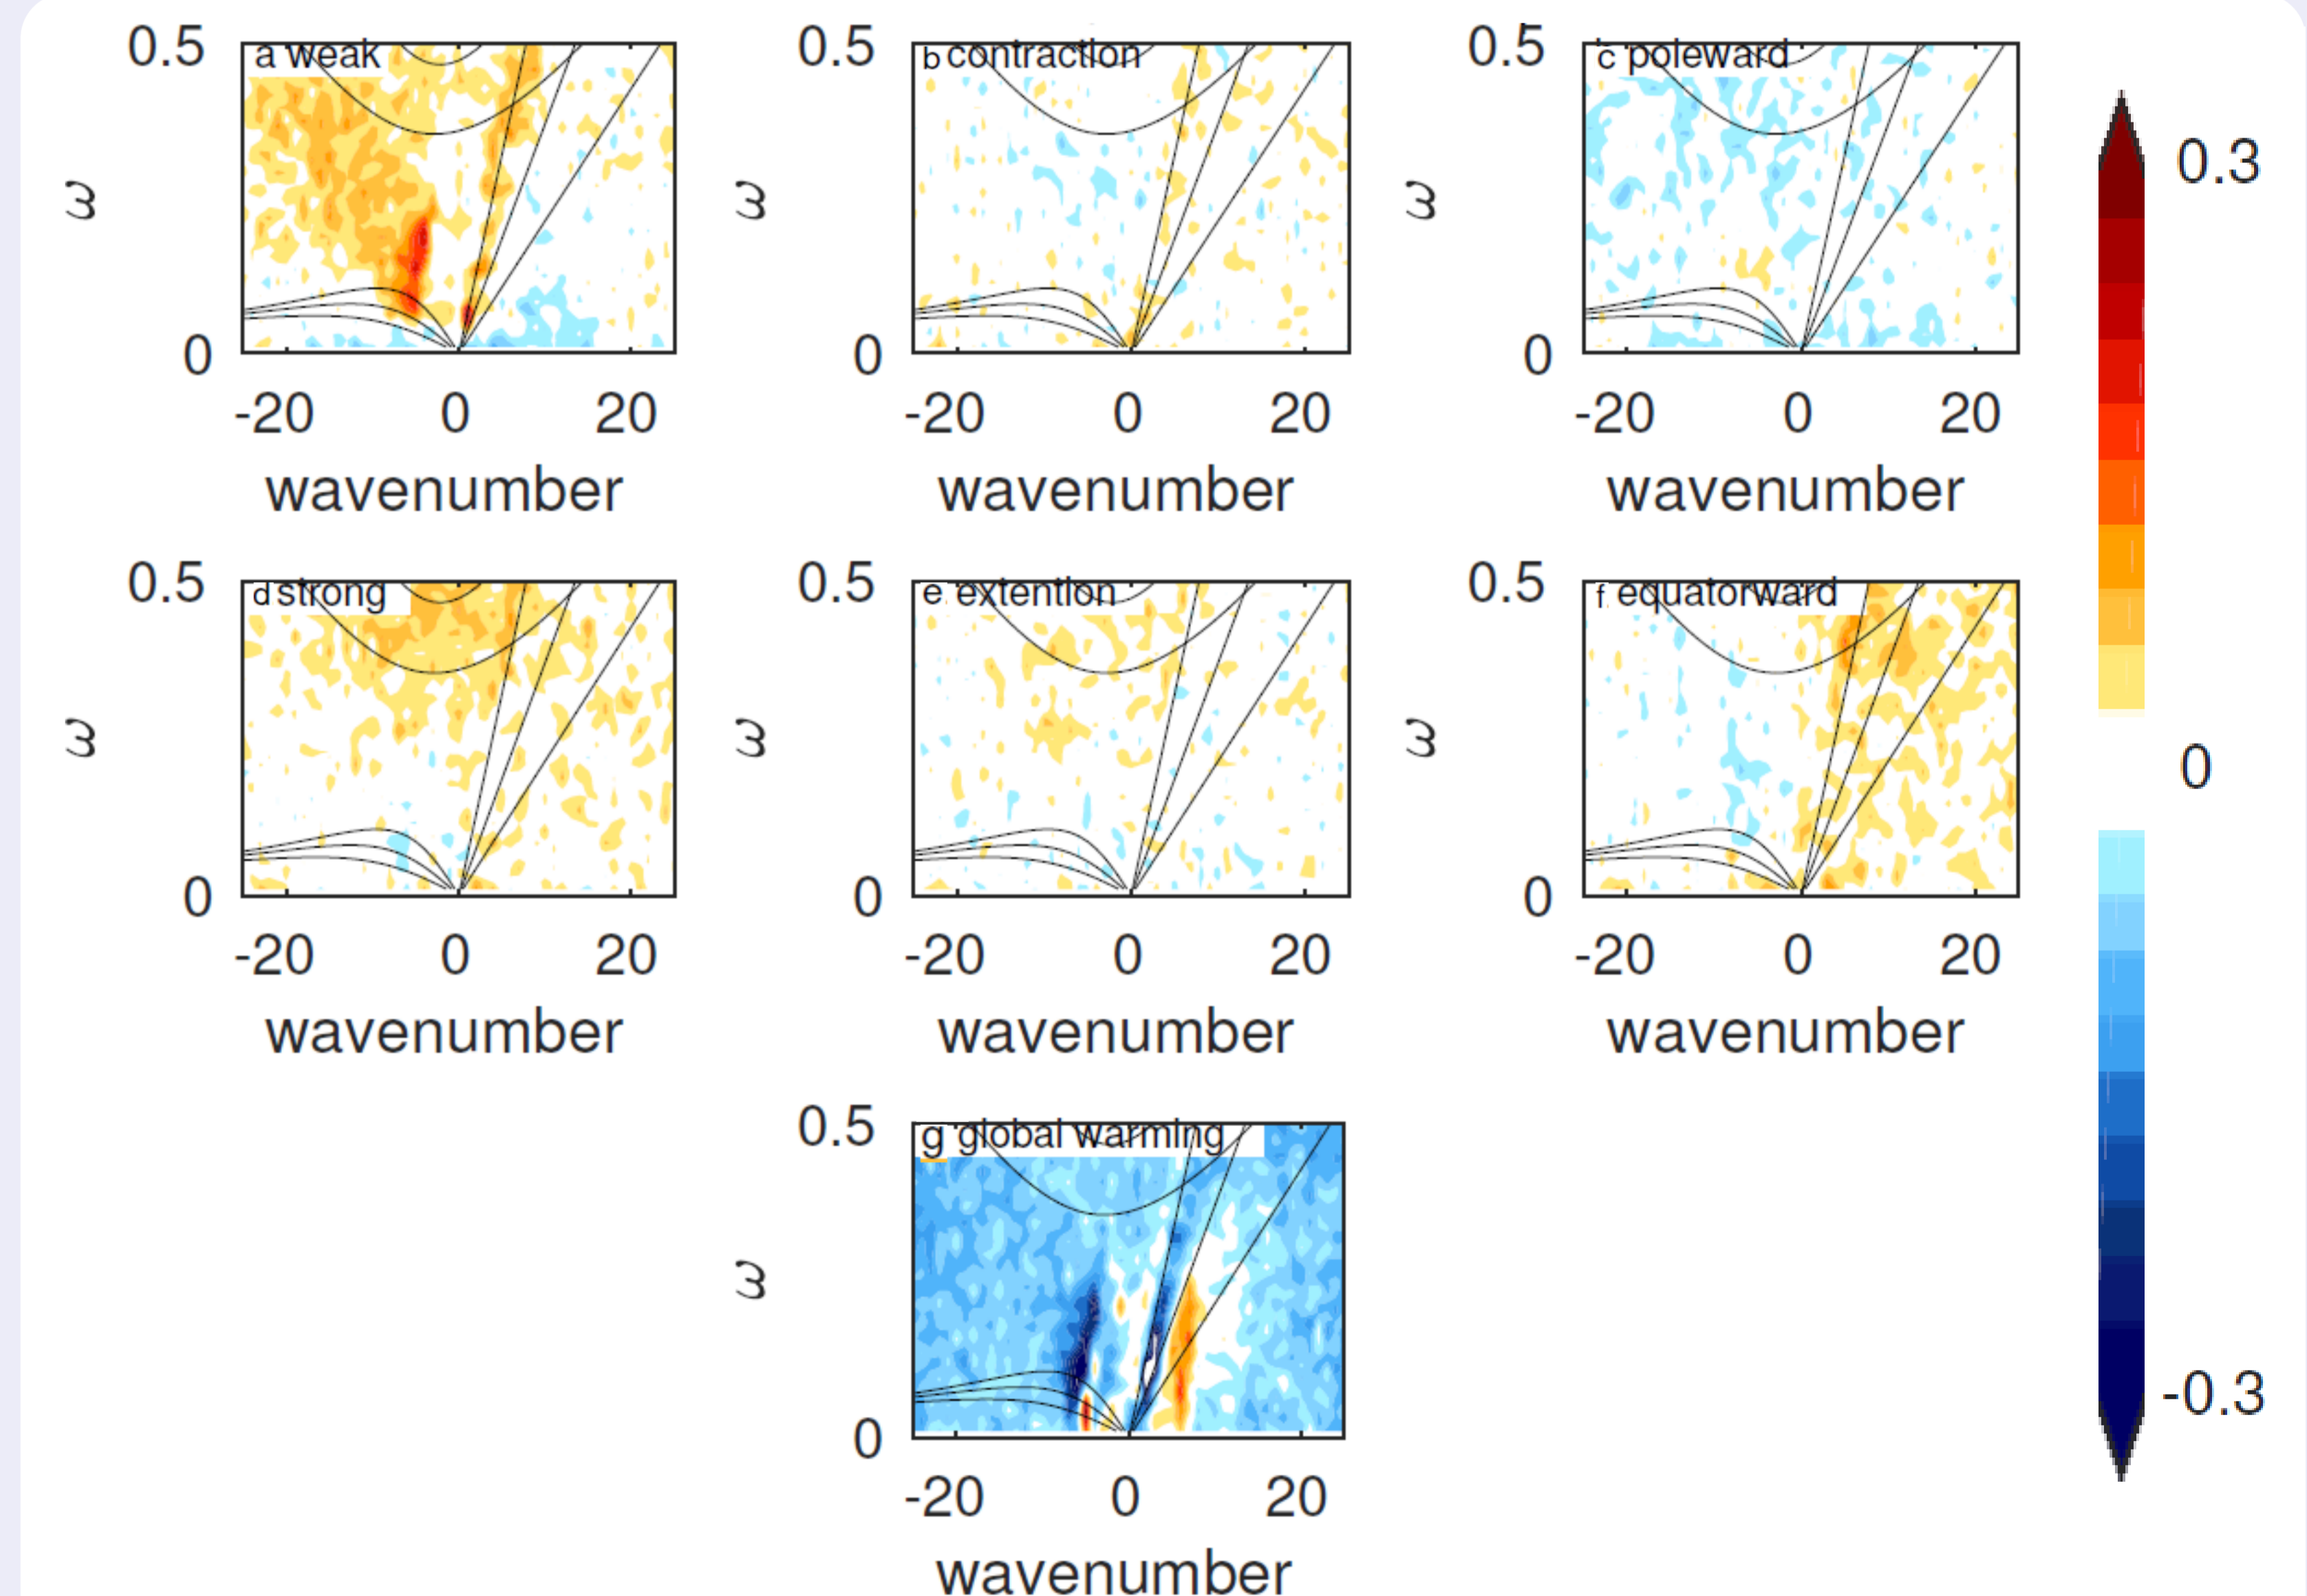 0.5
a weak
ω
0
-20 0 20
wavenumber
0.5
b contraction
ω
0
-20 0 20
wavenumber
0.5
c poleward
ω
0
-20 0 20
wavenumber
0.5
d strong
ω
0
-20 0 20
wavenumber
0.5
e extention
ω
0
-20 0 20
wavenumber
0.5
f equatorward
ω
0
-20 0 20
wavenumber
0.5
g global warming
ω
0
-20 0 20
wavenumber
0.3
0
-0.3